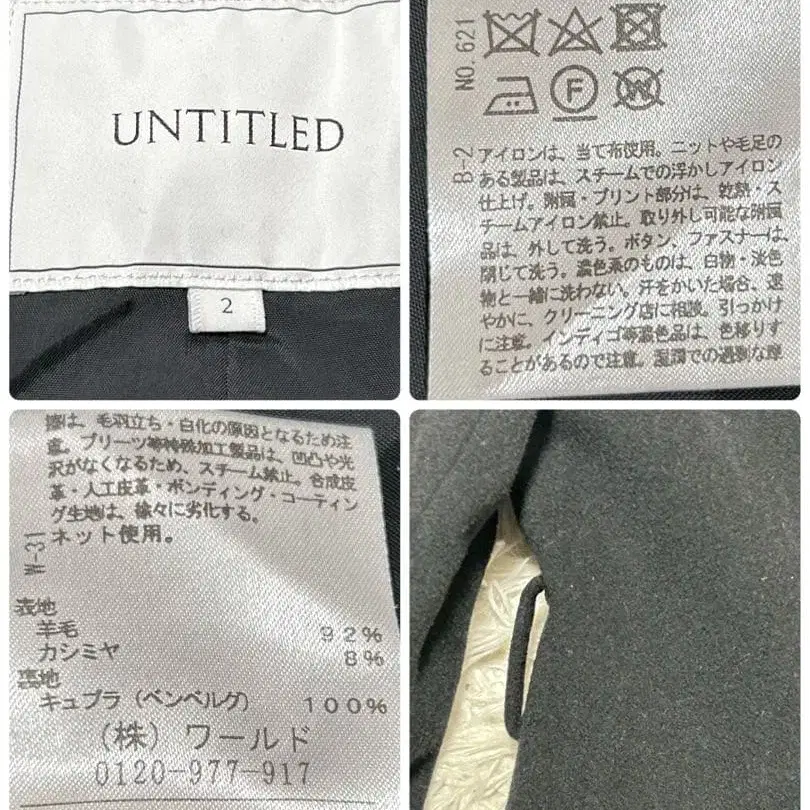 UNTITLED
2
NO. 621
F
W
B-2
アイロンは、当て布使用。ニットや毛足の
ある製品は、スチームでの浮かしアイロン
仕上げ。附属・プリント部分は、乾熱・ス
チームアイロン禁止。取り外し可能な附属
品は、外して洗う。ボタン、ファスナーは、
閉じて洗う。濃色系のものは、白物・淡色
物と一緒に洗わない。汗をかいた場合、速
やかに、クリーニング店に相談。引っかけ
に注意。インディゴ等濃色品は、色移りす
ることがあるので注意。湿潤での過剰な摩
擦は、毛羽立ち・白化の原因となるため注
意。プリーツ等特殊加工製品は、凹凸や光
沢がなくなるため、スチーム禁止。合成皮
革・人工皮革・ボンディング・コーティン
グ生地は、徐々に劣化する。
W-31
ネット使用。
表地
羊毛 92%
カシミヤ 8%
裏地
キュプラ(ベンベルグ) 100%
(株)ワールド
0120-977-917